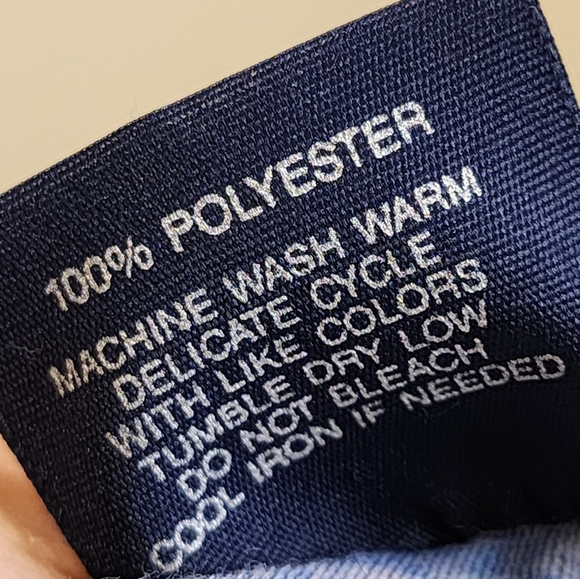 100% POLYESTER
MACHINE WASH WARM
DELICATE CYCLE
WITH LIKE COLORS
TUMBLE DRY LOW
DO NOT BLEACH
COOL IRON IF NEEDED